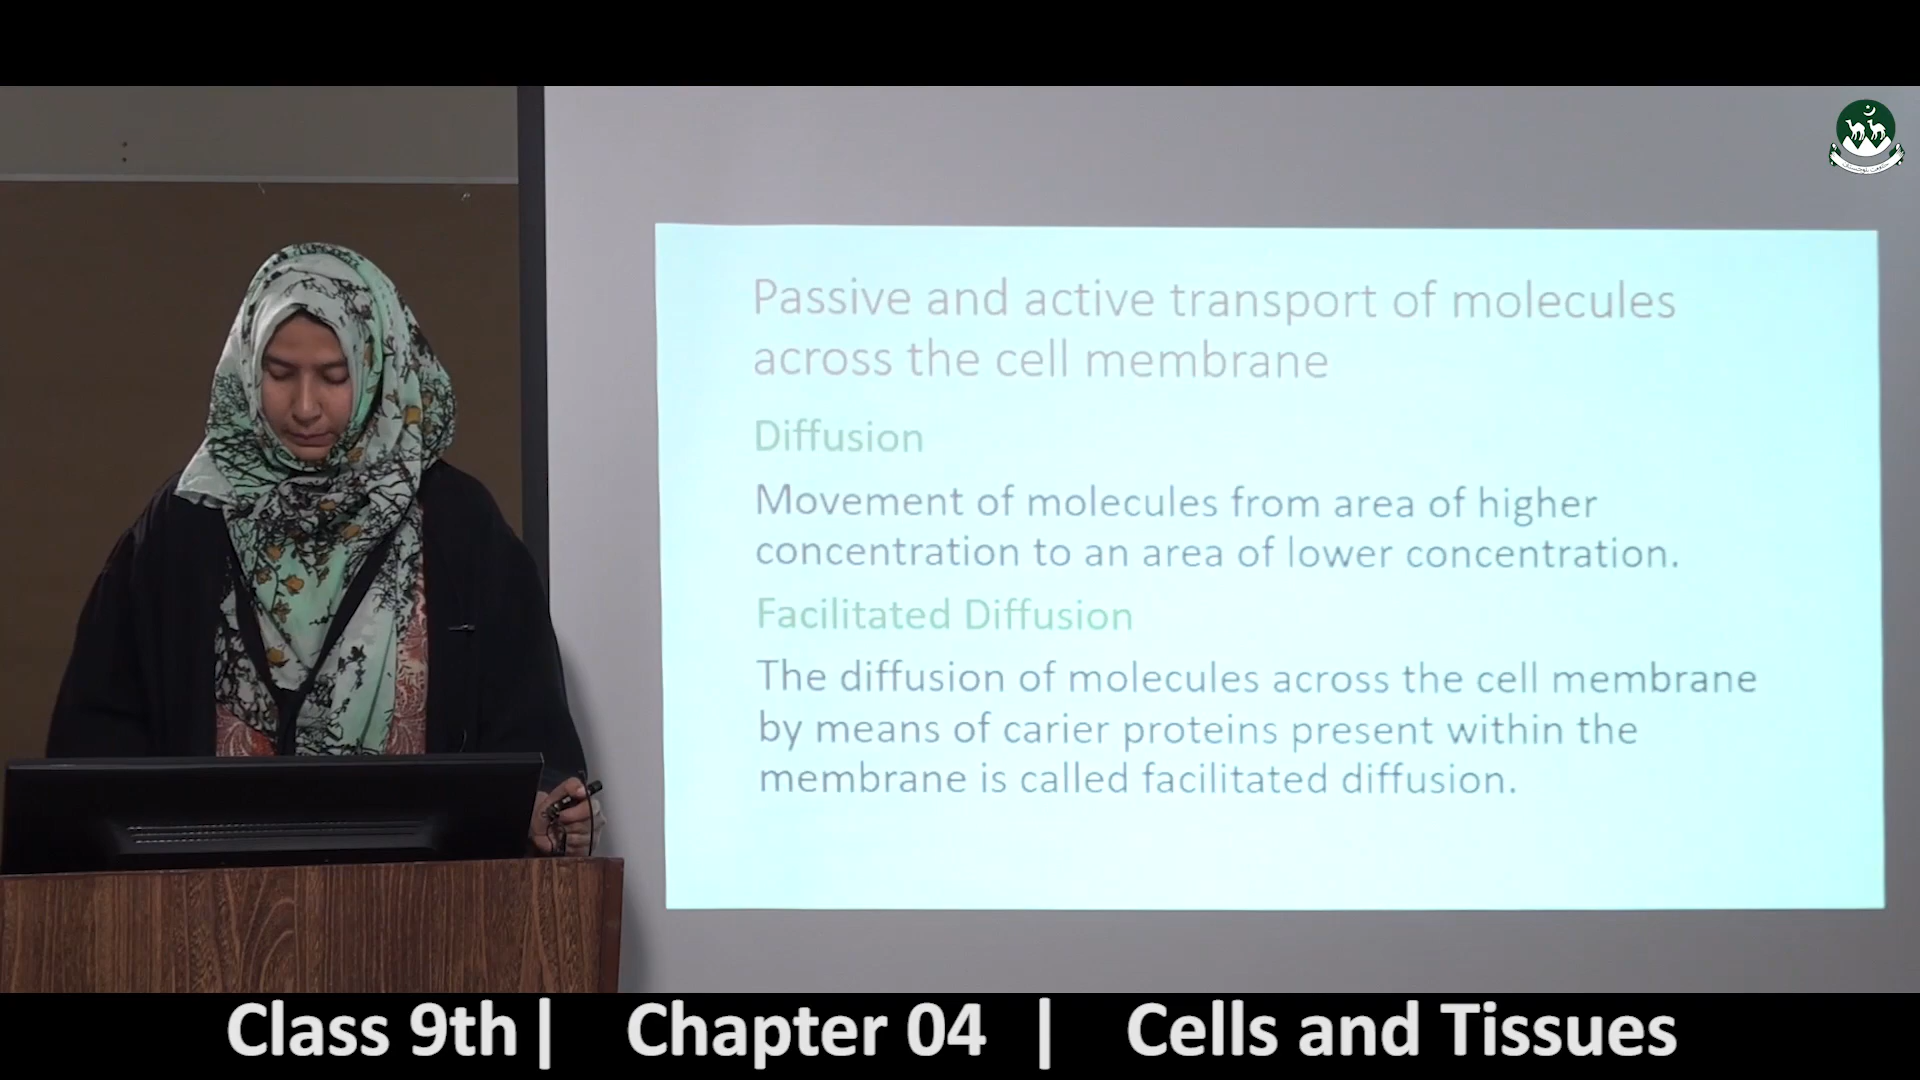 Passive and active transport of molecules
across the cell membrane
Diffusion
Movement of molecules from area of higher
concentration to an area of lower concentration.
Facilitated Diffusion
The diffusion of molecules across the cell membrane
by means of carier proteins present within the
membrane is called facilitated diffusion.
Class 9th | Chapter 04 | Cells and Tissues